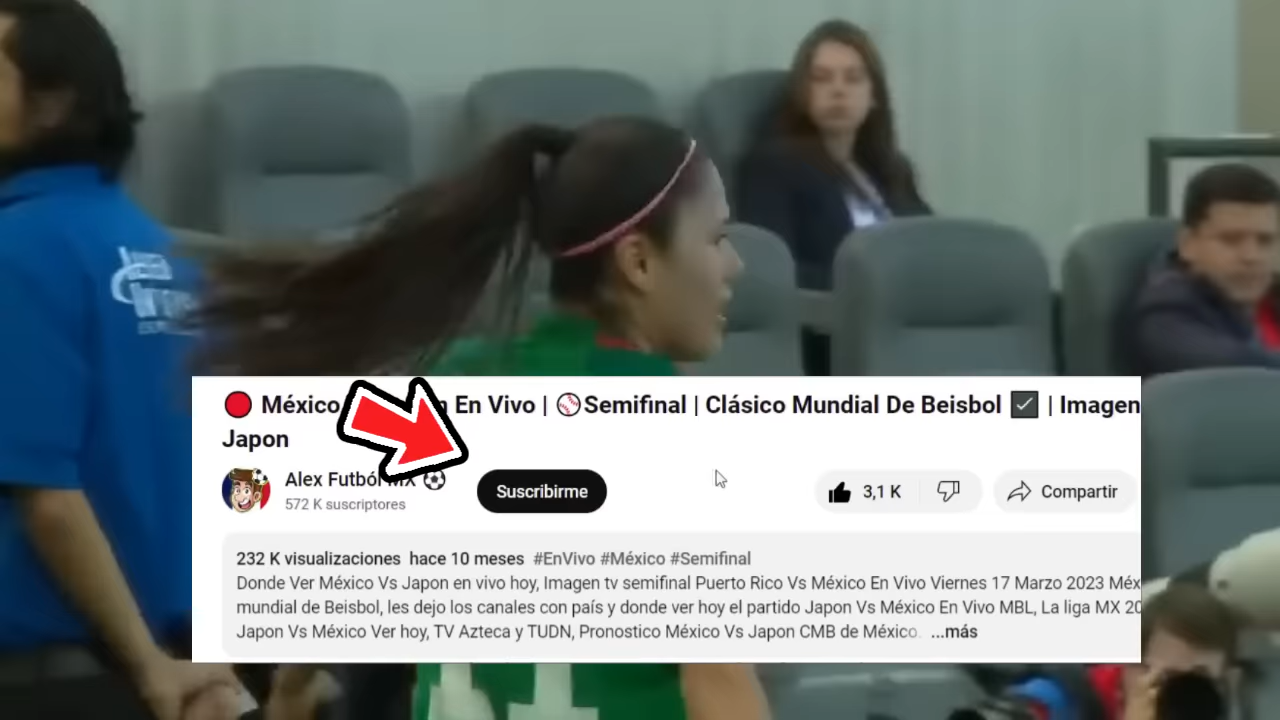 🔴 México En Vivo | ⚾Semifinal | Clásico Mundial De Beisbol ☑ | Imagen
Japon
Alex Futból MX ⚽
572 K suscriptores
Suscribirme
3,1 K
Compartir
232 K visualizaciones hace 10 meses #EnVivo #México #Semifinal
Donde Ver México Vs Japon en vivo hoy, Imagen tv semifinal Puerto Rico Vs México En Vivo Viernes 17 Marzo 2023 Méx
mundial de Beisbol, les dejo los canales con país y donde ver hoy el partido Japon Vs México En Vivo MBL, La liga MX 20
Japon Vs México Ver hoy, TV Azteca y TUDN, Pronostico México Vs Japon CMB de México. ...más